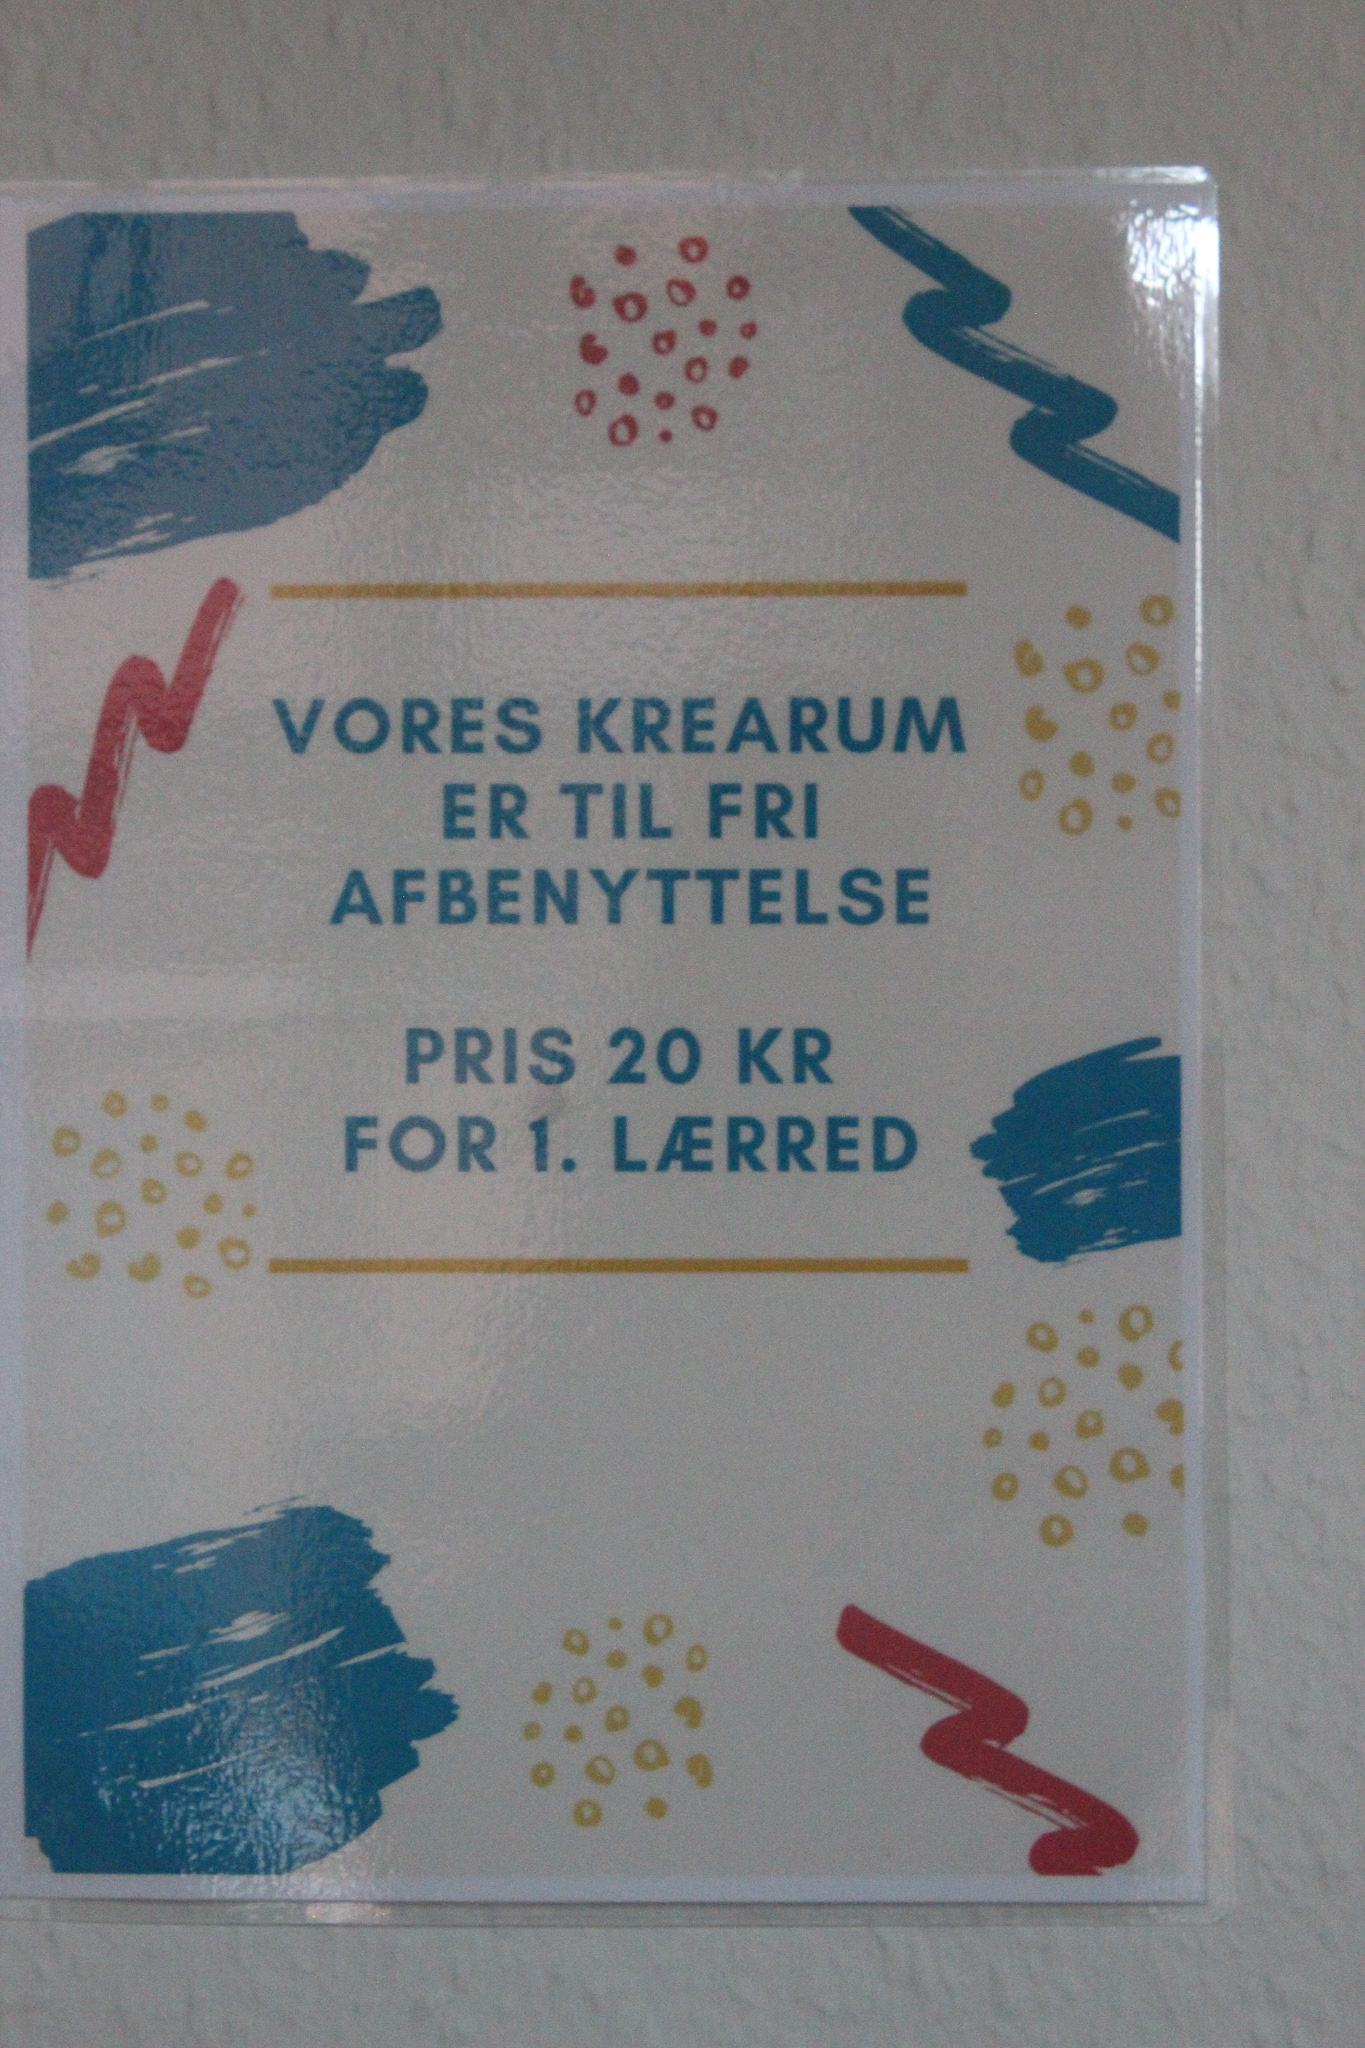 VORES KREARUM
ER TIL FRI
AFBENYTTELSE
PRIS 20 KR
FOR 1. LÆRRED